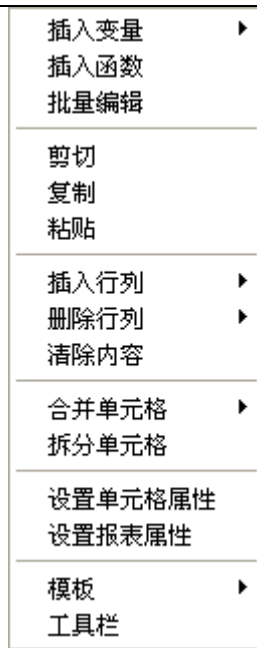 插入变量
插入函数
批量编辑
剪切
复制
粘贴
插入行列
删除行列
清除内容
合并单元格
拆分单元格
设置单元格属性
设置报表属性
模板
工具栏